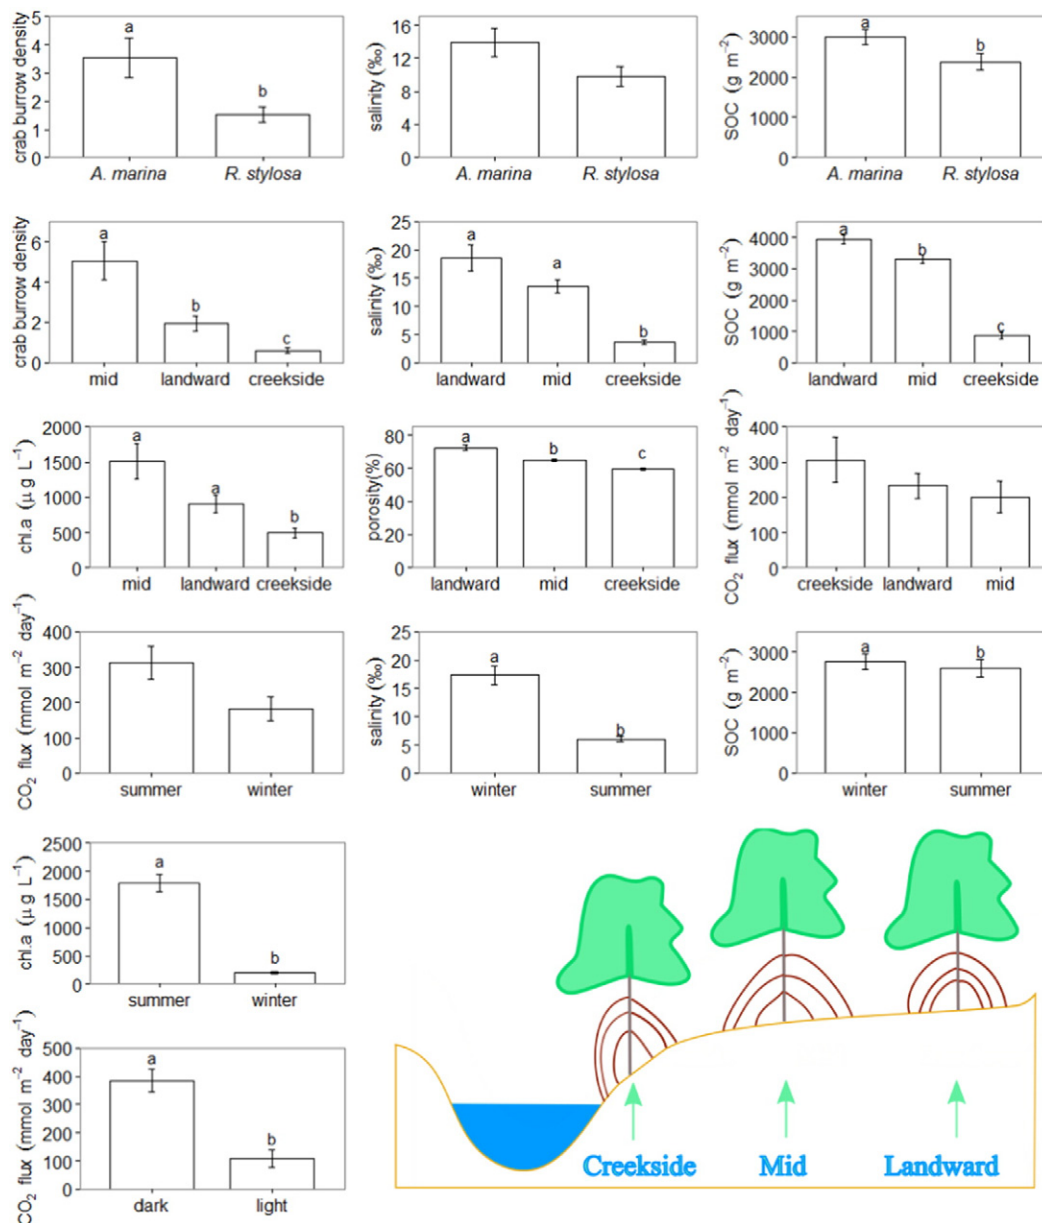 crab burrow density
5
4
3
2
1
0
a
b
A. marina
R. stylosa
salinity (‰)
16
12
8
4
0
A. marina
R. stylosa
SOC (g m⁻²)
3000
2000
1000
0
a
b
A. marina
R. stylosa
crab burrow density
6
4
2
0
a
b
c
mid landward creekside
salinity (‰)
25
20
15
10
5
0
a
a
b
landward mid creekside
SOC (g m⁻²)
4000
3000
2000
1000
0
a
b
c
landward mid creekside
chl.a (μg L⁻¹)
2000
1500
1000
500
0
a
a
b
mid landward creekside
porosity(%)
80
60
40
20
0
a
b
c
landward mid creekside
CO₂ flux (mmol m⁻² day⁻¹)
400
300
200
100
0
creekside landward mid
CO₂ flux (mmol m⁻² day⁻¹)
400
300
200
100
0
summer winter
salinity (‰)
25
20
15
10
5
0
a
b
winter summer
SOC (g m⁻²)
3000
2000
1000
0
a
b
winter summer
chl.a (μg L⁻¹)
2500
2000
1500
1000
500
0
a
b
summer winter
CO₂ flux (mmol m⁻² day⁻¹)
500
400
300
200
100
0
a
b
dark light
Creekside Mid Landward